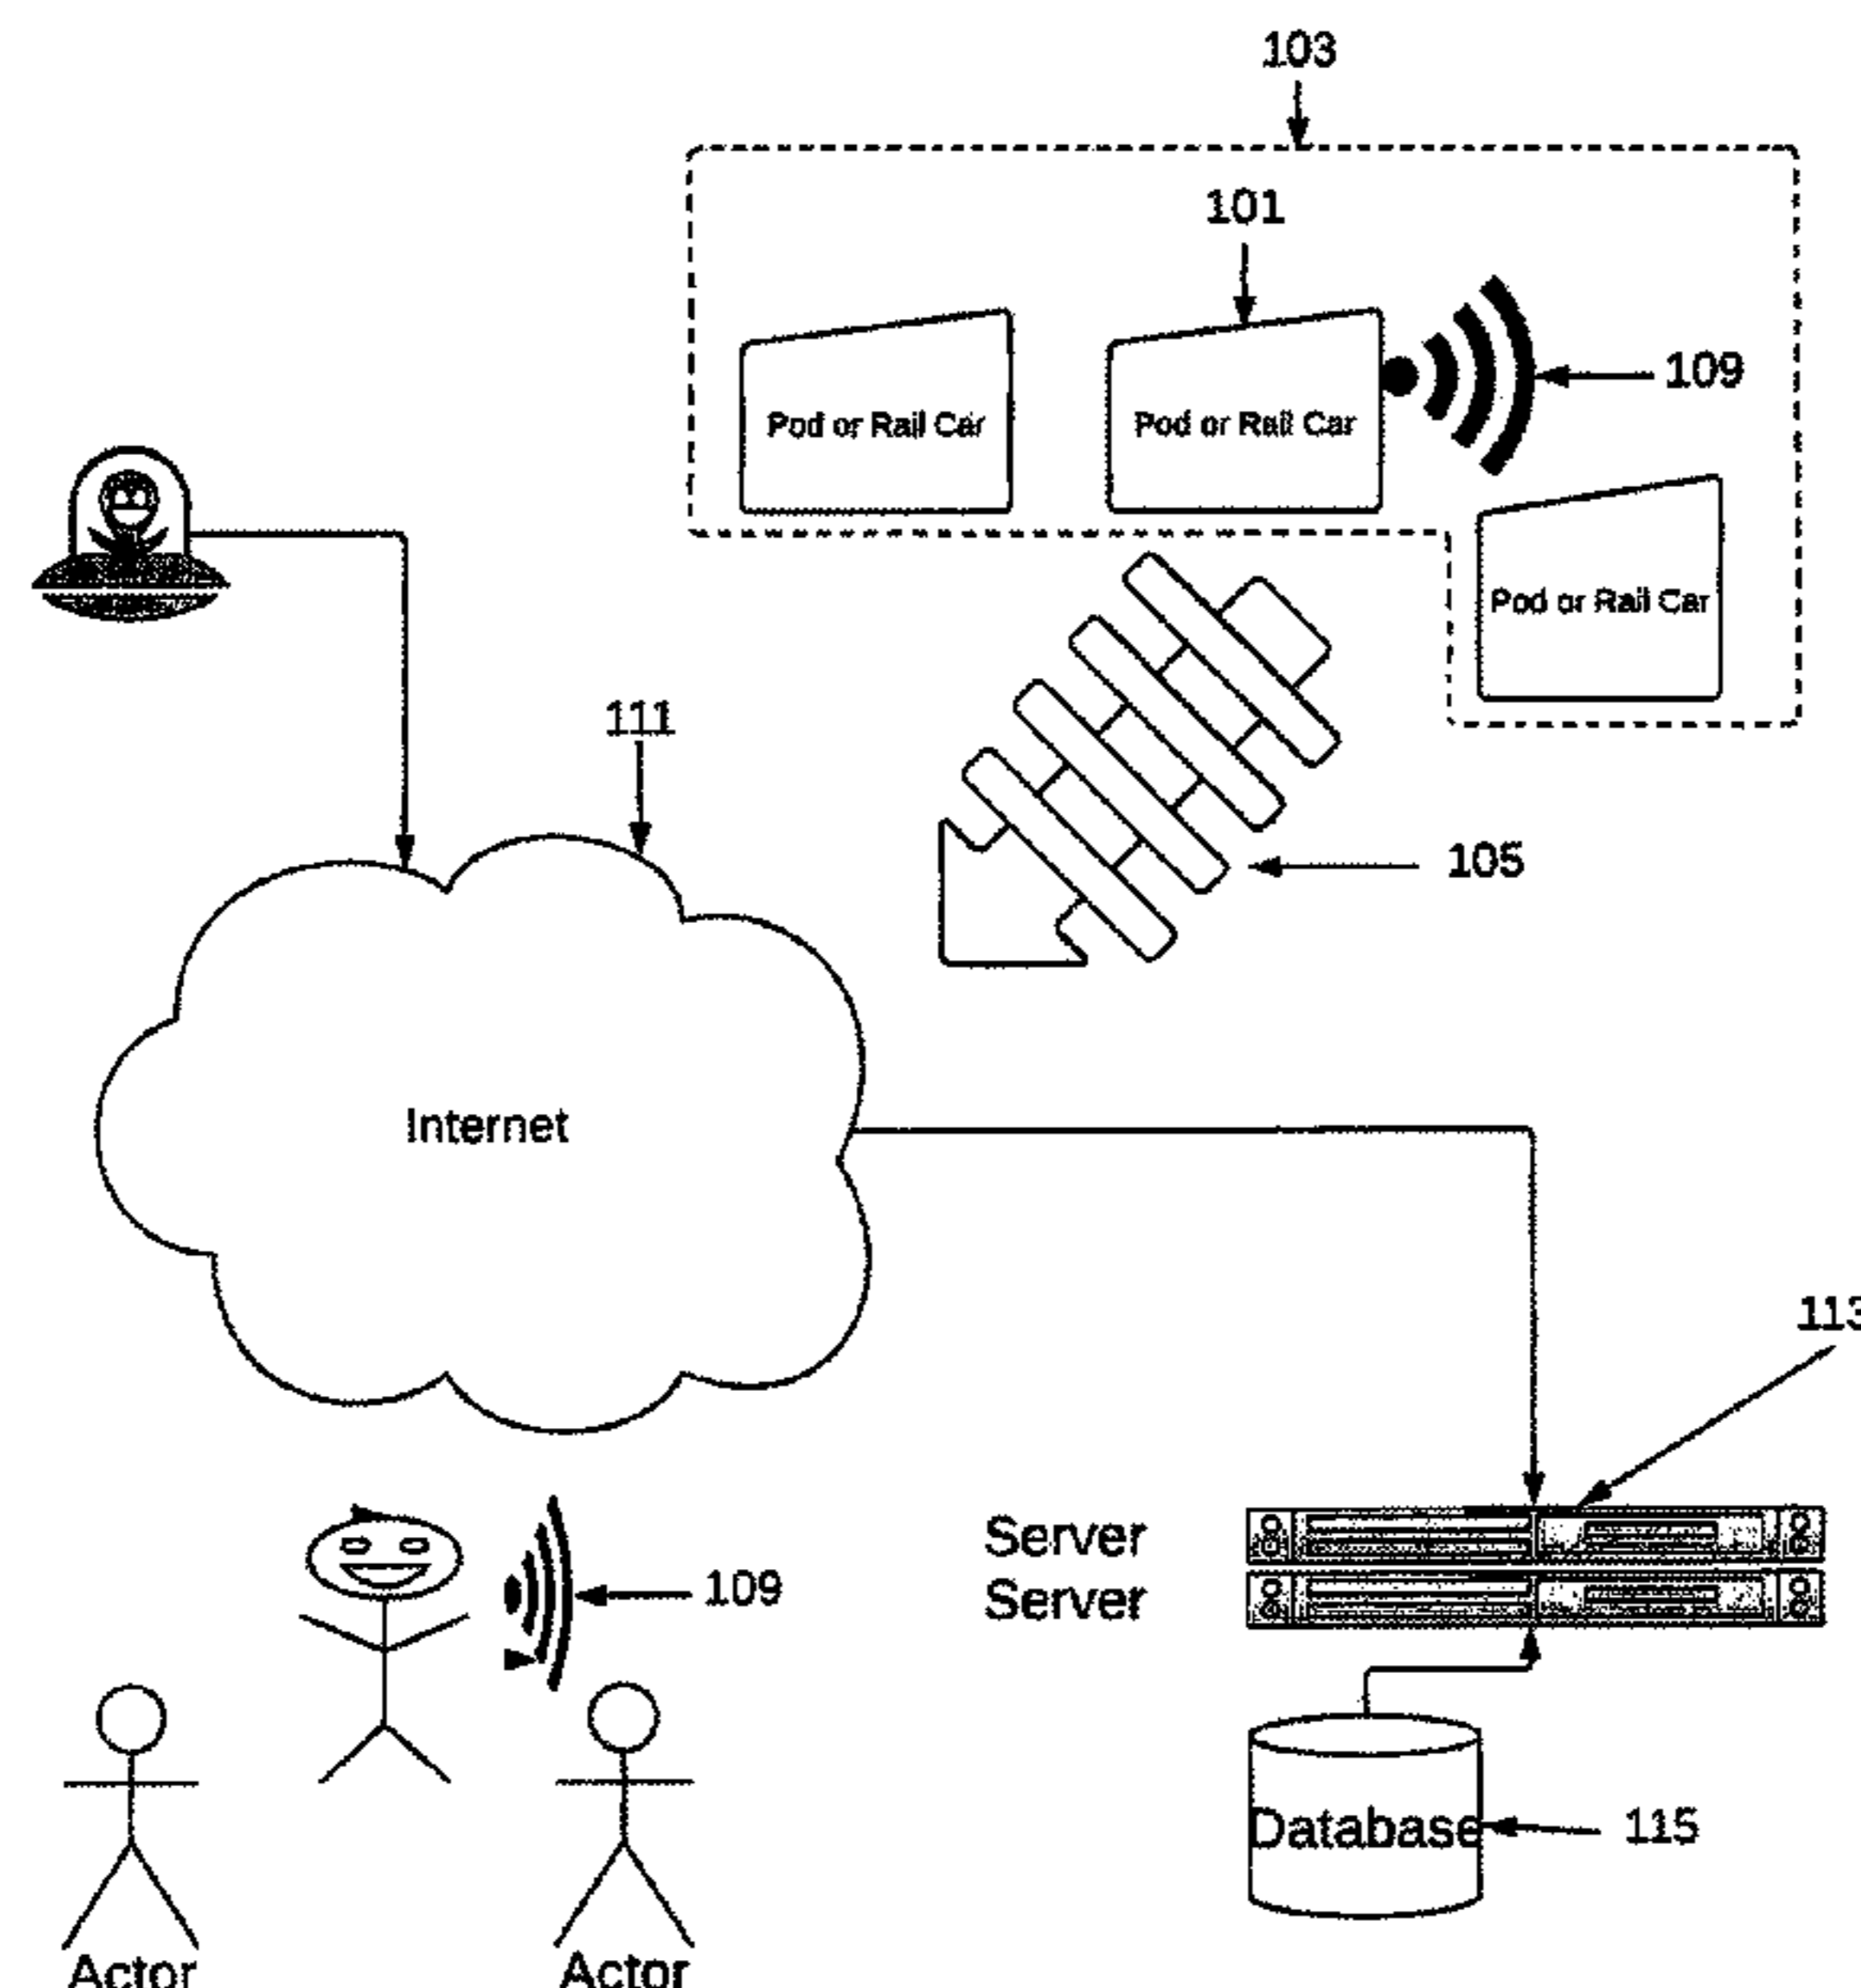 103
101
109
Pod or Rail Car
Pod or Rail Car
Pod or Rail Car
111
105
Internet
113
Server
109
Server
115
Database
Actor
Actor